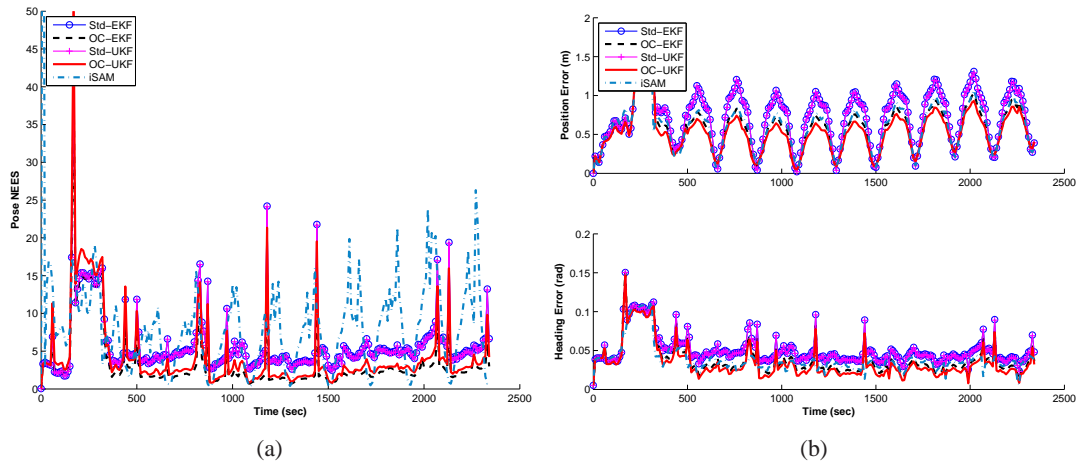 50
45
40
35
30
25
20
15
10
5
0
Pose NEES
0
500
1000
1500
2000
2500
Time (sec)
Std−EKF
OC−EKF
Std−UKF
OC−UKF
iSAM
(a)
2
1.5
1
0.5
0
Position Error (m)
Std−EKF
OC−EKF
Std−UKF
OC−UKF
iSAM
0
500
1000
1500
2000
2500
0.2
0.15
0.1
0.05
0
Heading Error (rad)
0
500
1000
1500
2000
2500
Time (sec)
(b)